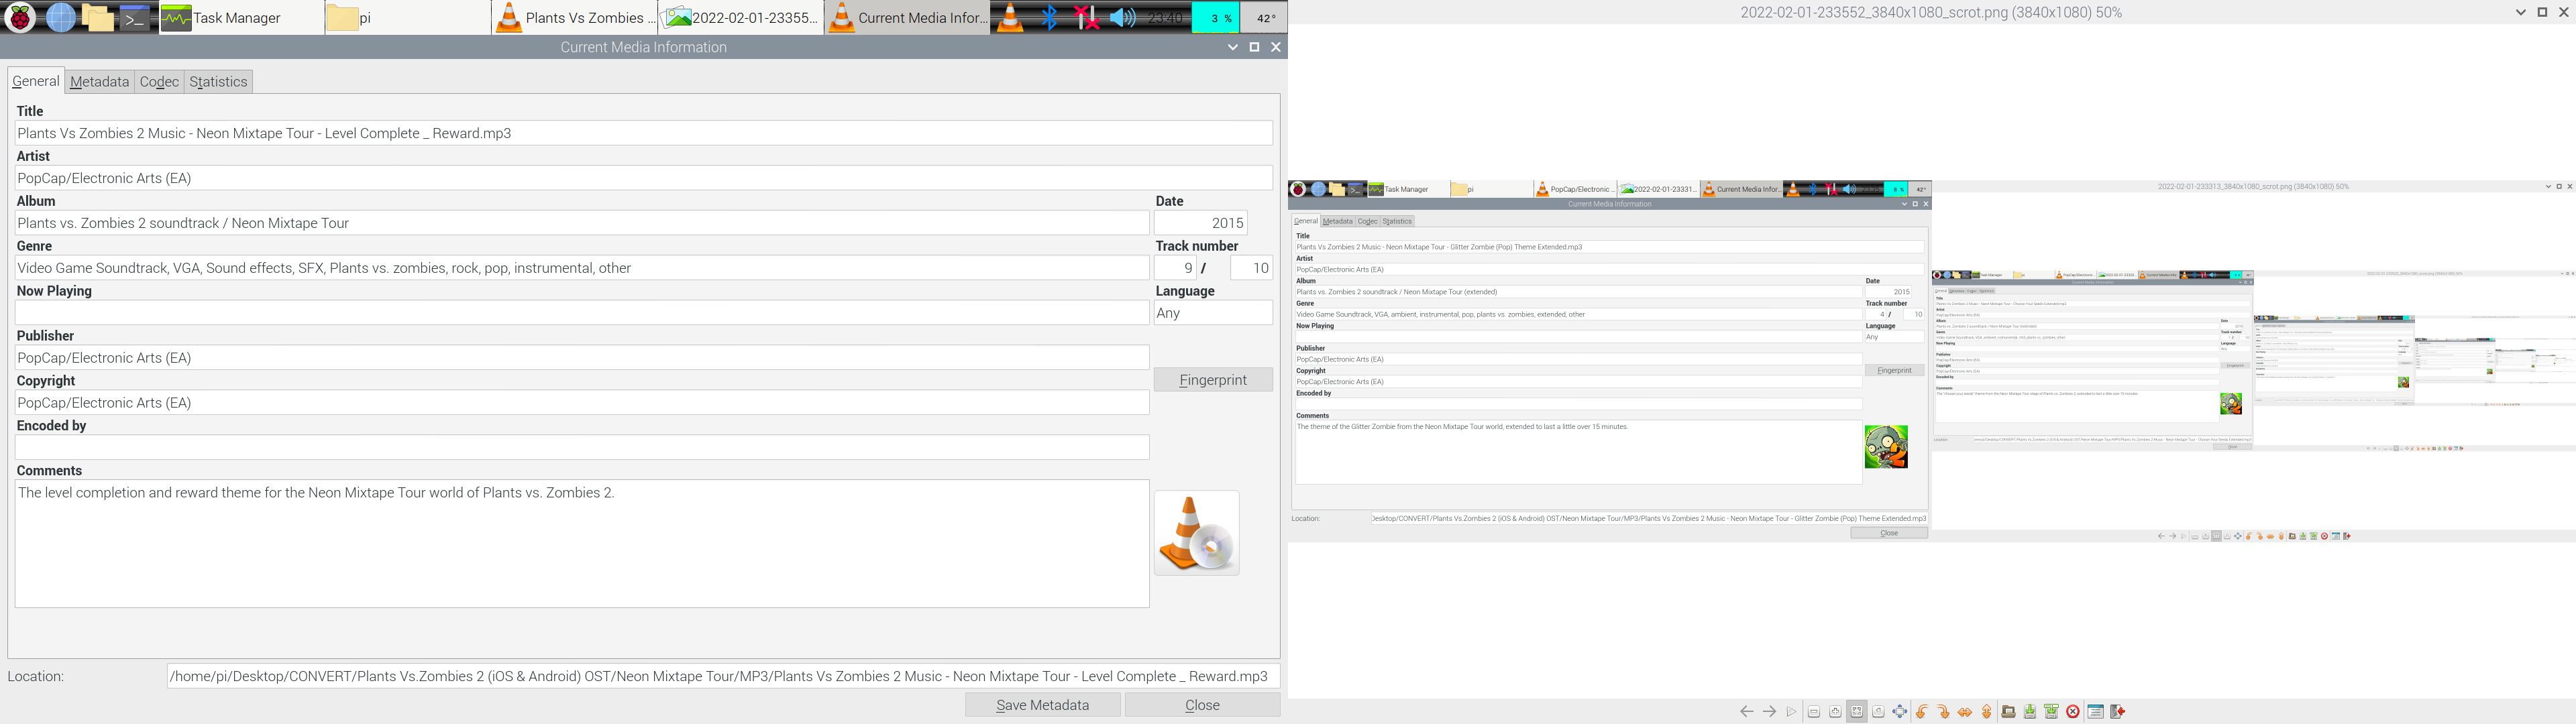 Task Manager
pi
Plants Vs Zombies ...
2022-02-01-23355...
Current Media Infor...
23:40
3 %
42°
Current Media Information
General Metadata Codec Statistics
Title
Plants Vs Zombies 2 Music - Neon Mixtape Tour - Level Complete _ Reward.mp3
Artist
PopCap/Electronic Arts (EA)
Album Date
Plants vs. Zombies 2 soundtrack / Neon Mixtape Tour 2015
Genre Track number
Video Game Soundtrack, VGA, Sound effects, SFX, Plants vs. zombies, rock, pop, instrumental, other 9 / 10
Now Playing Language
Any
Publisher
PopCap/Electronic Arts (EA)
Fingerprint
Copyright
PopCap/Electronic Arts (EA)
Encoded by
Comments
The level completion and reward theme for the Neon Mixtape Tour world of Plants vs. Zombies 2.
Location: /home/pi/Desktop/CONVERT/Plants Vs.Zombies 2 (iOS & Android) OST/Neon Mixtape Tour/MP3/Plants Vs Zombies 2 Music - Neon Mixtape Tour - Level Complete _ Reward.mp3
Save Metadata Close
2022-02-01-233552_3840x1080_scrot.png (3840x1080) 50%
Task Manager
pi
PopCap/Electronic ...
2022-02-01-23331...
Current Media Infor...
8 %
42°
Current Media Information
General Metadata Codec Statistics
Title
Plants Vs Zombies 2 Music - Neon Mixtape Tour - Glitter Zombie (Pop) Theme Extended.mp3
Artist
PopCap/Electronic Arts (EA)
Album Date
Plants vs. Zombies 2 soundtrack / Neon Mixtape Tour (extended) 2015
Genre Track number
Video Game Soundtrack, VGA, ambient, instrumental, pop, plants vs. zombies, extended, other 4 / 10
Now Playing Language
Any
Publisher
PopCap/Electronic Arts (EA)
Fingerprint
Copyright
PopCap/Electronic Arts (EA)
Encoded by
Comments
The theme of the Glitter Zombie from the Neon Mixtape Tour world, extended to last a little over 15 minutes.
Location: Desktop/CONVERT/Plants Vs.Zombies 2 (iOS & Android) OST/Neon Mixtape Tour/MP3/Plants Vs Zombies 2 Music - Neon Mixtape Tour - Glitter Zombie (Pop) Theme Extended.mp3
Close
2022-02-01-233313_3840x1080_scrot.png (3840x1080) 50%